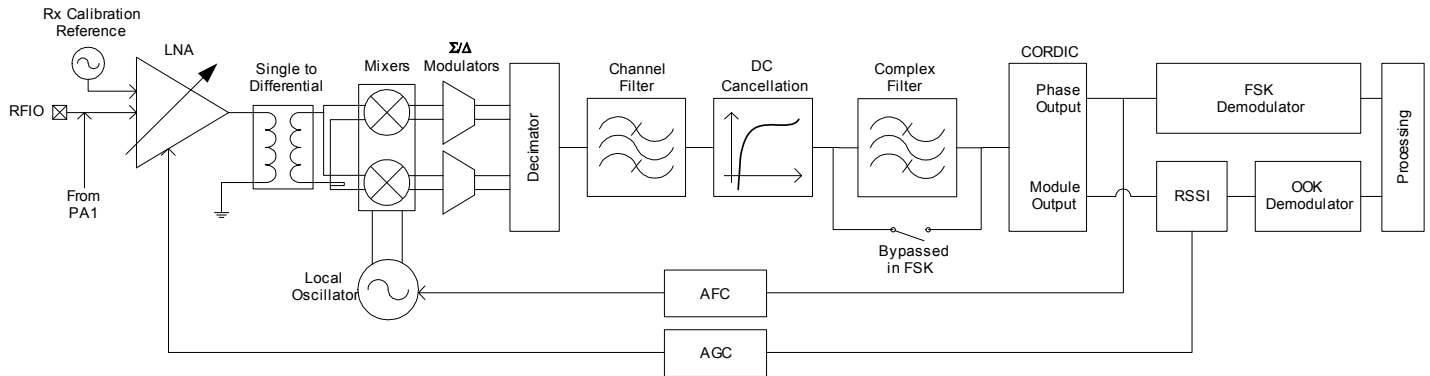 Rx Calibration
Reference
LNA
RFIO
From
PA1
Single to
Differential
Mixers
Σ/Δ
Modulators
Local
Oscillator
Decimator
Channel
Filter
DC
Cancellation
Complex
Filter
Bypassed
in FSK
CORDIC
Phase
Output
Module
Output
FSK
Demodulator
RSSI
OOK
Demodulator
Processing
AFC
AGC